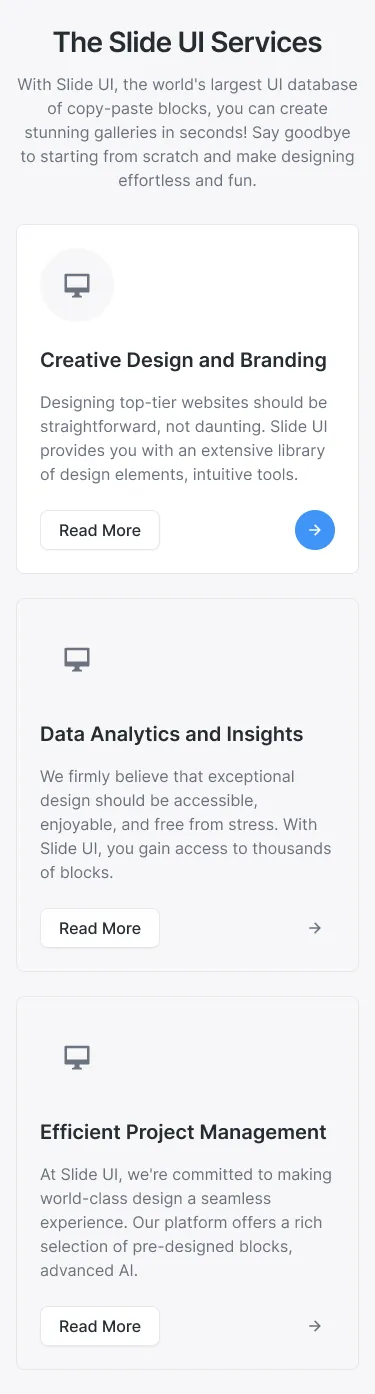 The Slide UI Services
With Slide UI, the world's largest UI database
of copy-paste blocks, you can create
stunning galleries in seconds! Say goodbye
to starting from scratch and make designing
effortless and fun.
Creative Design and Branding
Designing top-tier websites should be
straightforward, not daunting. Slide UI
provides you with an extensive library
of design elements, intuitive tools.
Read More
Data Analytics and Insights
We firmly believe that exceptional
design should be accessible,
enjoyable, and free from stress. With
Slide UI, you gain access to thousands
of blocks.
Read More
Efficient Project Management
At Slide UI, we're committed to making
world-class design a seamless
experience. Our platform offers a rich
selection of pre-designed blocks,
advanced AI.
Read More